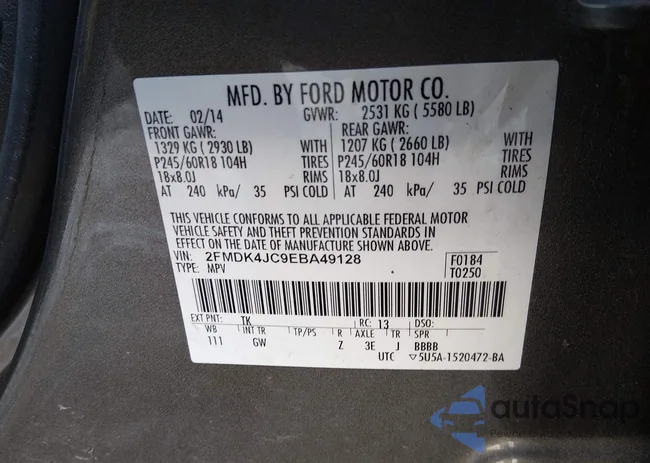 MFD. BY FORD MOTOR CO.
DATE: 02/14 GVWR: 2531 KG ( 5580 LB)
FRONT GAWR: REAR GAWR:
1329 KG ( 2930 LB) WITH 1207 KG ( 2660 LB) WITH
P245/60R18 104H TIRES P245/60R18 104H TIRES
18x8.0J RIMS 18x8.0J RIMS
AT 240 kPa/ 35 PSI COLD AT 240 kPa/ 35 PSI COLD
THIS VEHICLE CONFORMS TO ALL APPLICABLE FEDERAL MOTOR
VEHICLE SAFETY AND THEFT PREVENTION STANDARDS IN
EFFECT ON THE DATE OF MANUFACTURE SHOWN ABOVE.
VIN: 2FMDK4JC9EBA49128 F0184
TYPE: MPV T0250
EXT PNT: TK RC: 13 DSO:
WB INT TR TP/PS R AXLE TR SPR
111 GW Z 3E J BBBB
UTC ▽5U5A-1520472-BA
autoSnap